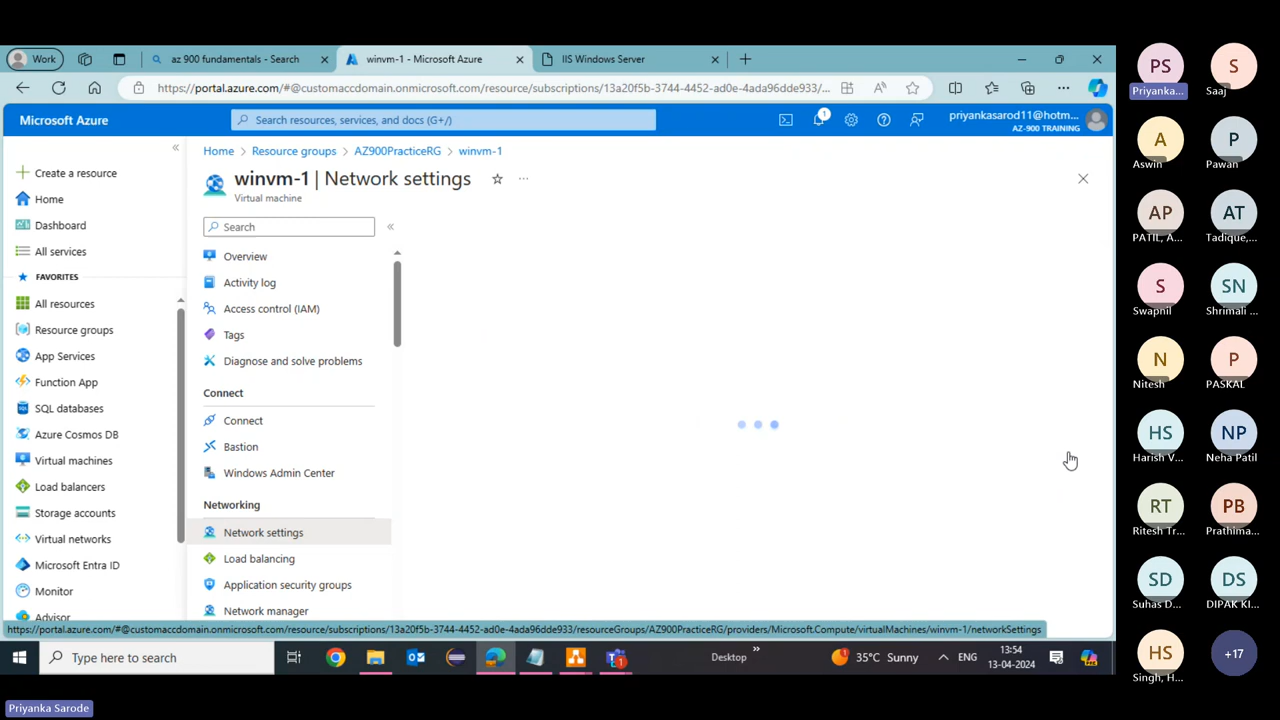 Work
az 900 fundamentals - Search
winvm-1 - Microsoft Azure
IIS Windows Server
https://portal.azure.com/#@customaccdomain.onmicrosoft.com/resource/subscriptions/13a20f5b-3744-4452-ad0e-4ada96dde933/...
Microsoft Azure
Search resources, services, and docs (G+/)
1
priyankasarod11@hotm...
AZ-900 TRAINING
Create a resource
Home
Dashboard
All services
FAVORITES
All resources
Resource groups
App Services
Function App
SQL databases
Azure Cosmos DB
Virtual machines
Load balancers
Storage accounts
Virtual networks
Microsoft Entra ID
Monitor
Advisor
Home > Resource groups > AZ900PracticeRG > winvm-1
winvm-1 | Network settings
Virtual machine
Search
Overview
Activity log
Access control (IAM)
Tags
Diagnose and solve problems
Connect
Connect
Bastion
Windows Admin Center
Networking
Network settings
Load balancing
Application security groups
Network manager
https://portal.azure.com/#@customaccdomain.onmicrosoft.com/resource/subscriptions/13a20f5b-3744-4452-ad0e-4ada96dde933/resourceGroups/AZ900PracticeRG/providers/Microsoft.Compute/virtualMachines/winvm-1/networkSettings
Type here to search
1
Desktop
35°C Sunny
ENG
13:54
13-04-2024
Priyanka Sarode
PS
Priyanka...
S
Saaj
A
Aswin
P
Pawan
AP
PATIL, A...
AT
Tadique,...
S
Swapnil
SN
Shrimali ...
N
Nitesh
P
PASKAL
HS
Harish V...
NP
Neha Patil
RT
Ritesh Tr...
PB
Prathima...
SD
Suhas D...
DS
DIPAK KI...
HS
Singh, H...
+17